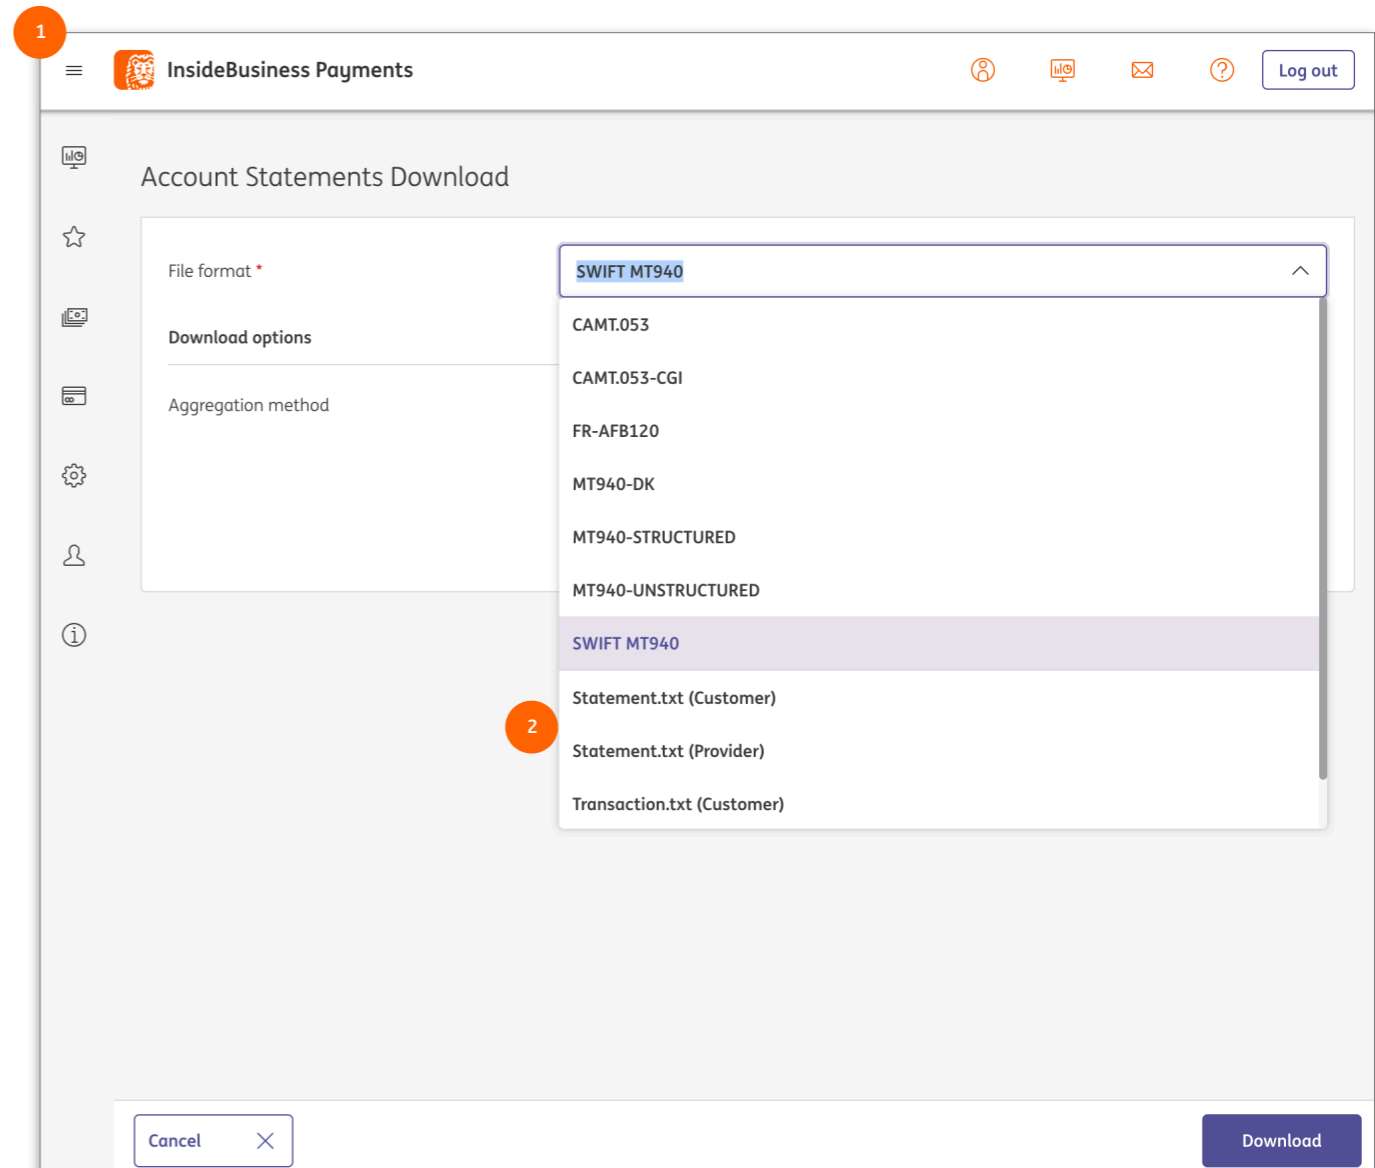 1
InsideBusiness Payments
Log out
Account Statements Download
File format *
SWIFT MT940
Download options
Aggregation method
CAMT.053
CAMT.053-CGI
FR-AFB120
MT940-DK
MT940-STRUCTURED
MT940-UNSTRUCTURED
SWIFT MT940
Statement.txt (Customer)
2
Statement.txt (Provider)
Transaction.txt (Customer)
Cancel
Download